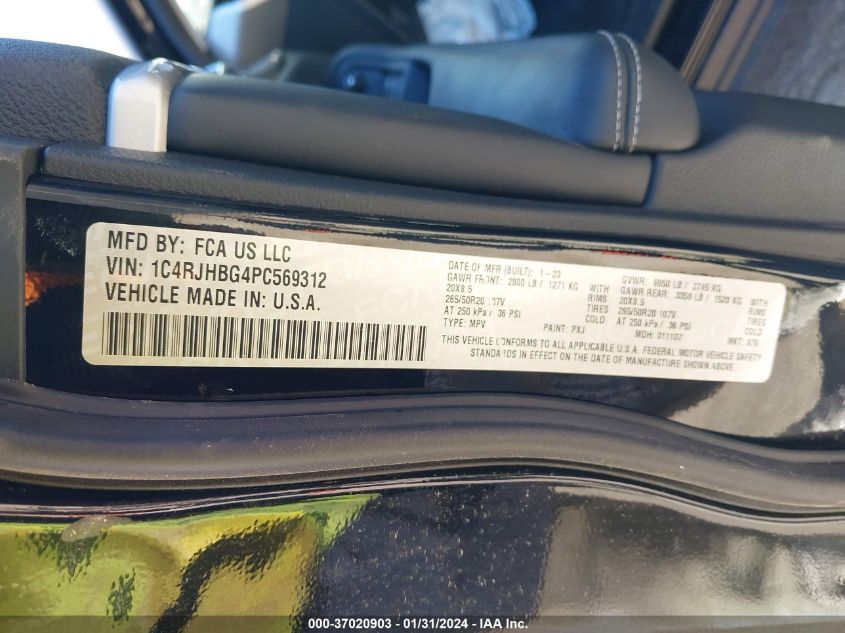 MFD BY: FCA US LLC
VIN: 1C4RJHBG4PC569312
VEHICLE MADE IN: U.S.A.
DATE OF MFR (BUILT): 1-23
GAWR FRONT: 2800 LB / 1271 KG WITH
20X8.5 RIMS
265/50R20 107V TIRES
AT 250 kPa / 36 PSI COLD
TYPE: MPV PAINT: PXJ
GVWR: 6050 LB / 2745 KG
GAWR REAR: 3350 LB / 1520 KG WITH
20X8.5 RIMS
265/50R20 107V TIRES
AT 250 kPa / 36 PSI COLD
MDH: 011107
THIS VEHICLE CONFORMS TO ALL APPLICABLE U.S.A. FEDERAL MOTOR VEHICLE SAFETY
STANDARDS IN EFFECT ON THE DATE OF MANUFACTURE SHOWN ABOVE.
000-37020903 - 01/31/2024 - IAA Inc.